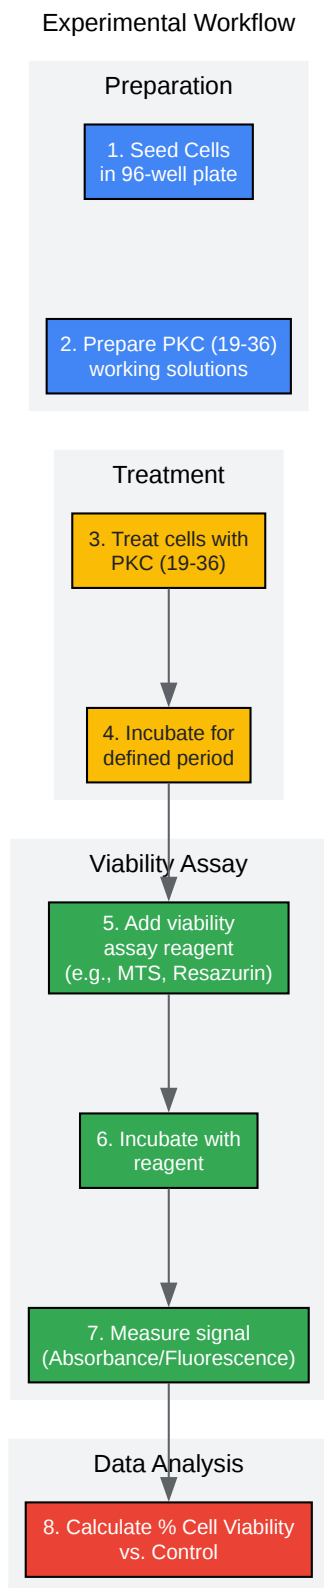 Experimental Workflow
Preparation
1. Seed Cells
in 96-well plate
2. Prepare PKC (19-36)
working solutions
Treatment
3. Treat cells with
PKC (19-36)
4. Incubate for
defined period
Viability Assay
5. Add viability
assay reagent
(e.g., MTS, Resazurin)
6. Incubate with
reagent
7. Measure signal
(Absorbance/Fluorescence)
Data Analysis
8. Calculate % Cell Viability
vs. Control